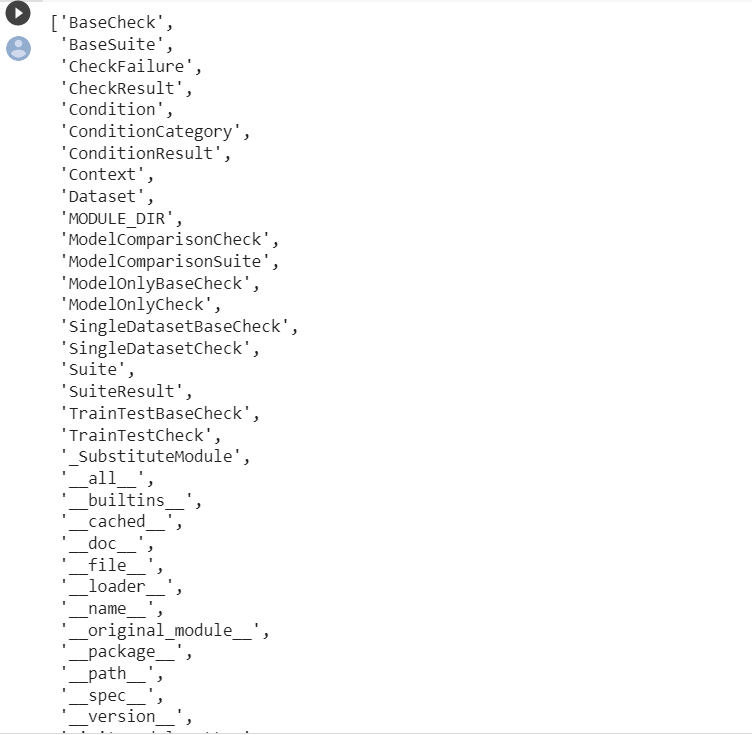 ['BaseCheck',
'BaseSuite',
'CheckFailure',
'CheckResult',
'Condition',
'ConditionCategory',
'ConditionResult',
'Context',
'Dataset',
'MODULE_DIR',
'ModelComparisonCheck',
'ModelComparisonSuite',
'ModelOnlyBaseCheck',
'ModelOnlyCheck',
'SingleDatasetBaseCheck',
'SingleDatasetCheck',
'Suite',
'SuiteResult',
'TrainTestBaseCheck',
'TrainTestCheck',
'_SubstituteModule',
'__all__',
'__builtins__',
'__cached__',
'__doc__',
'__file__',
'__loader__',
'__name__',
'__original_module__',
'__package__',
'__path__',
'__spec__',
'__version__',